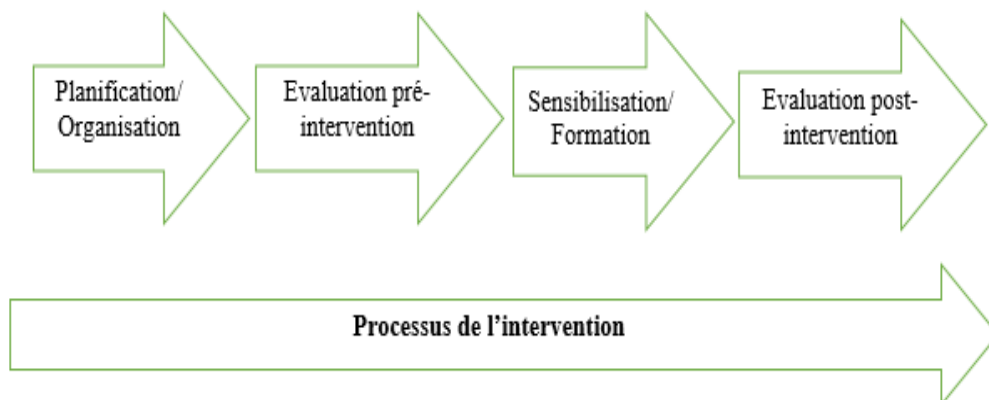 Planification/
Organisation
Evaluation pré-
intervention
Sensibilisation/
Formation
Evaluation post-
intervention
Processus de l’intervention